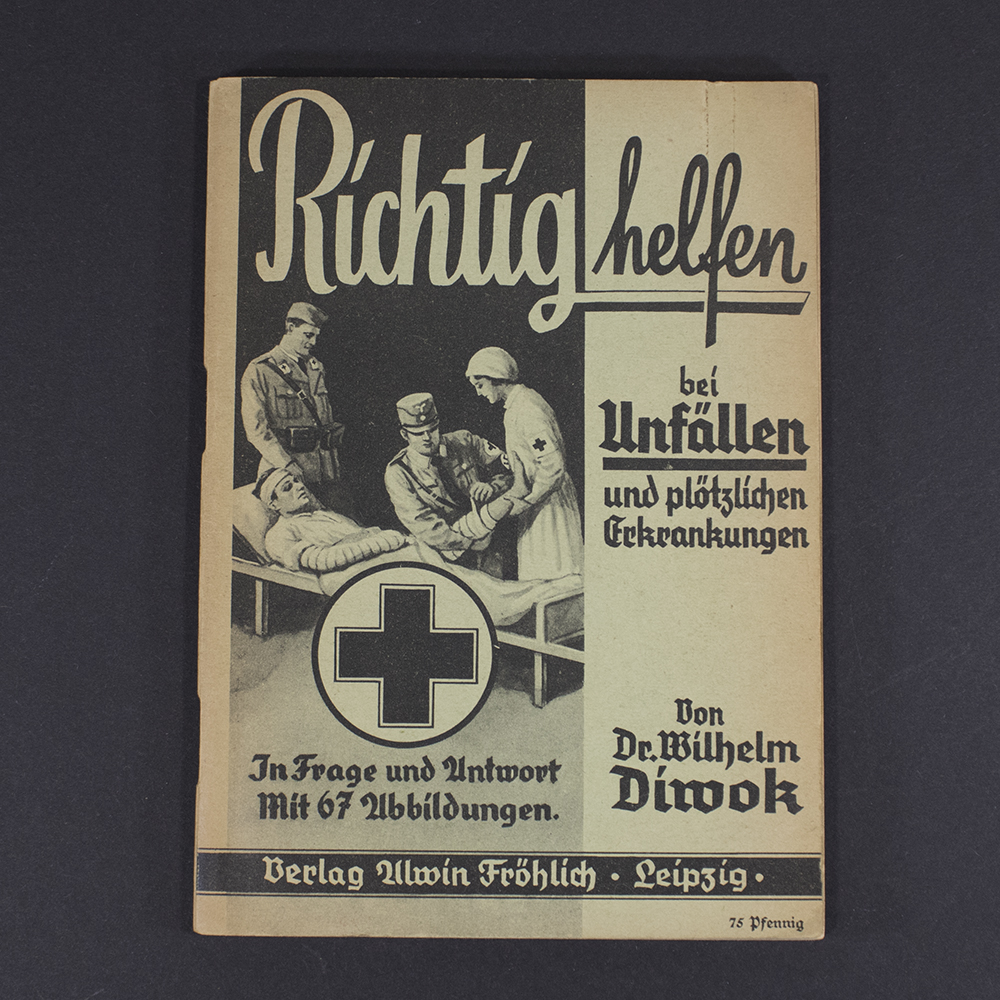 Richtig helfen
bei
Unfällen
und plötzlichen
Erkrankungen
Von
Dr. Wilhelm
Diwok
In Frage und Antwort
Mit 67 Abbildungen.
Verlag Alwin Fröhlich · Leipzig ·
75 Pfennig